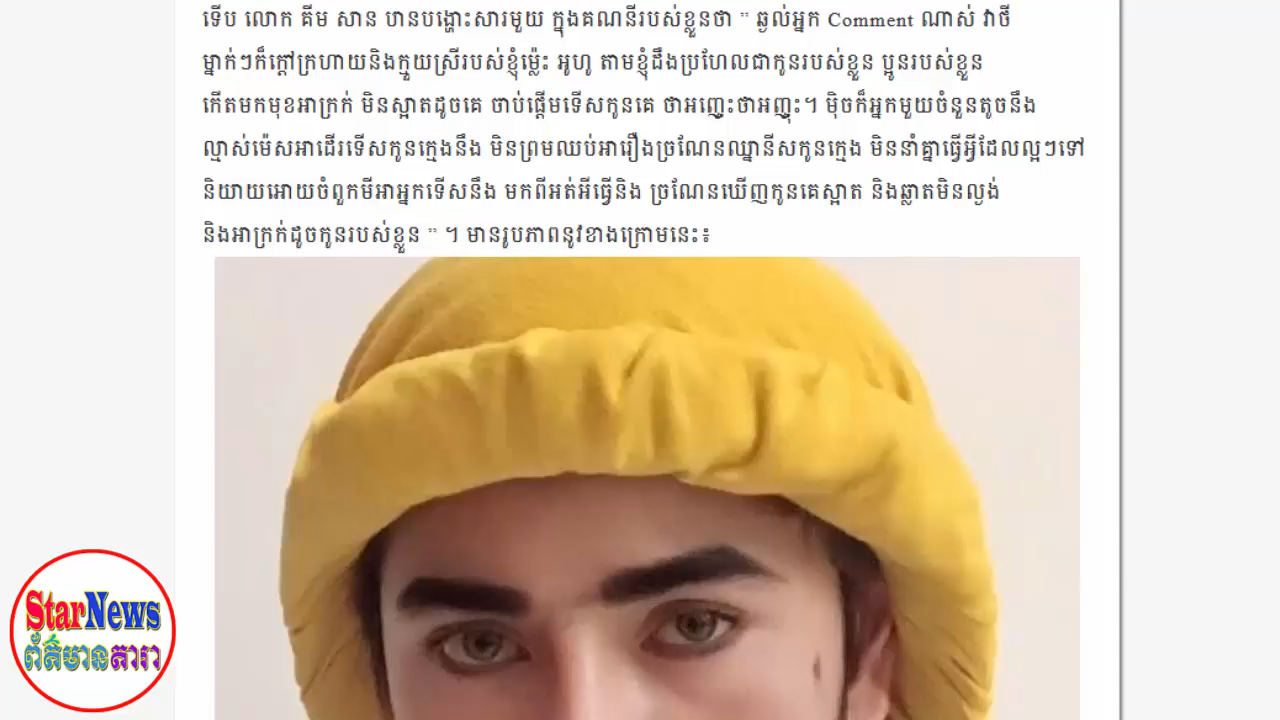 ទើប លោក គីម សាន ហានបង្ហោះសារមួយ ក្នុងគណនីរបស់ខ្លួនថា " ឆ្ងល់អ្នក Comment ណាស់ វាថី
ម្នាក់ៗក៏ក្ដៅក្រហាយនិងក្មួយស្រីរបស់ខ្ញុំម្ល៉េះ អូហូ តាមខ្ញុំដឹងប្រហែលជាកូនរបស់ខ្លួន ប្អូនរបស់ខ្លួន
កើតមកមុខអាក្រក់ មិនស្អាតដូចគេ ចាប់ផ្ដើមទើសកូនគេ ថាអញ្ចេះថាអញ្ចុះ។ ម៉ិចក៏អ្នកមួយចំនួនតូចនឹង
ល្មាស់ម៉េសអាដើរទើសកូនក្មេងនឹង មិនព្រមឈប់អារឿងច្រណែនឈ្នានីសកូនក្មេង មិននាំគ្នាធ្វើអ្វីដែលល្អៗទៅ
និយាយអោយចំពួកមីអាអ្នកទើសនឹង មកពីអត់អីធ្វើនិង ច្រណែនឃើញកូនគេស្អាត និងឆ្លាតមិនល្ងង់
និងអាក្រក់ដូចកូនរបស់ខ្លួន " ។ មានរូបភាពនូវខាងក្រោមនេះ៖
StarNews
ព័ត៌មានតារា